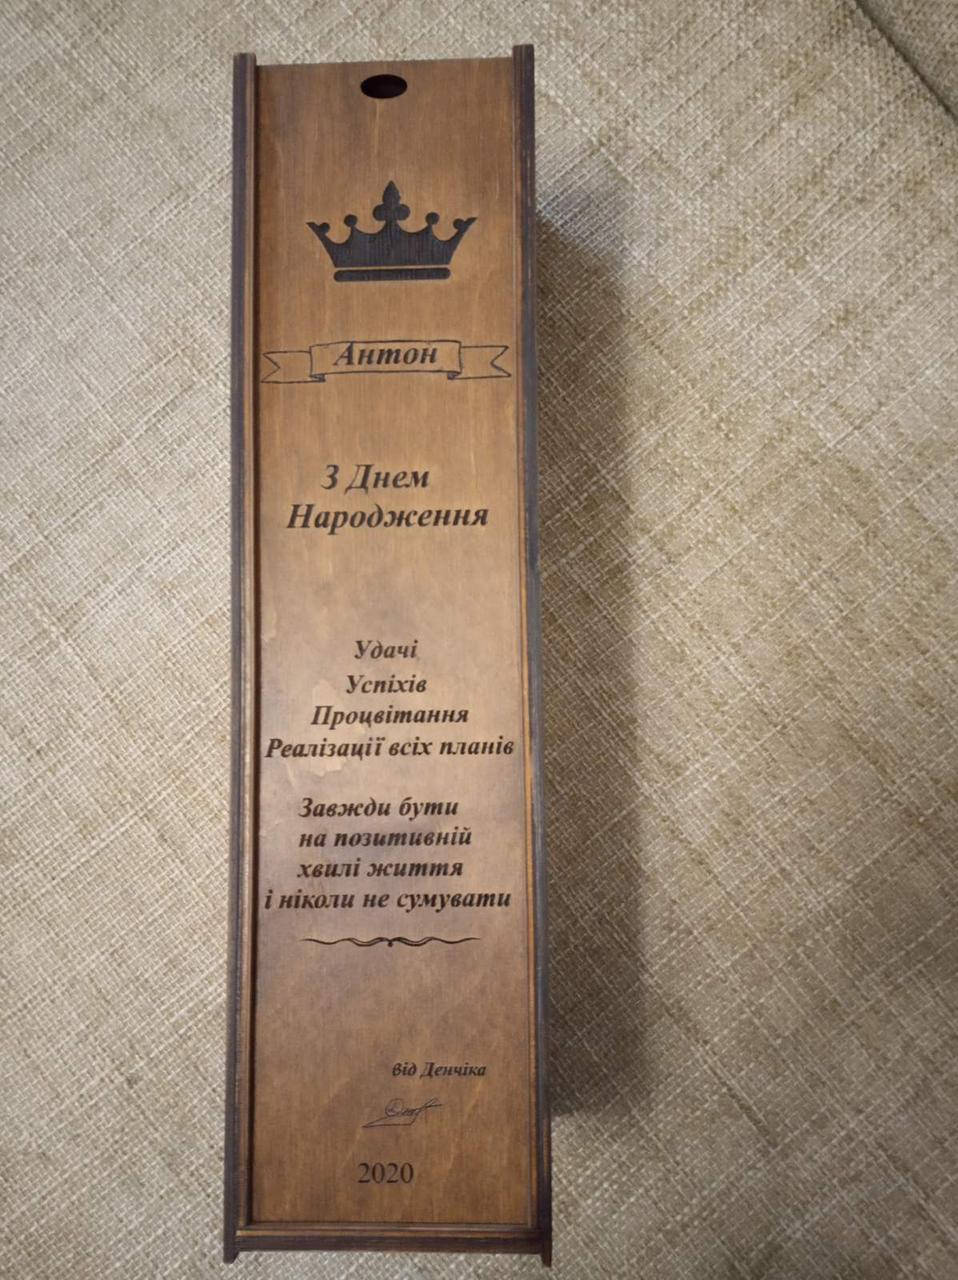 Антон
З Днем
Народження
Удачі
Успіхів
Процвітання
Реалізації всіх планів
Завжди бути
на позитивній
хвилі життя
і ніколи не сумувати
від Денчіка
2020